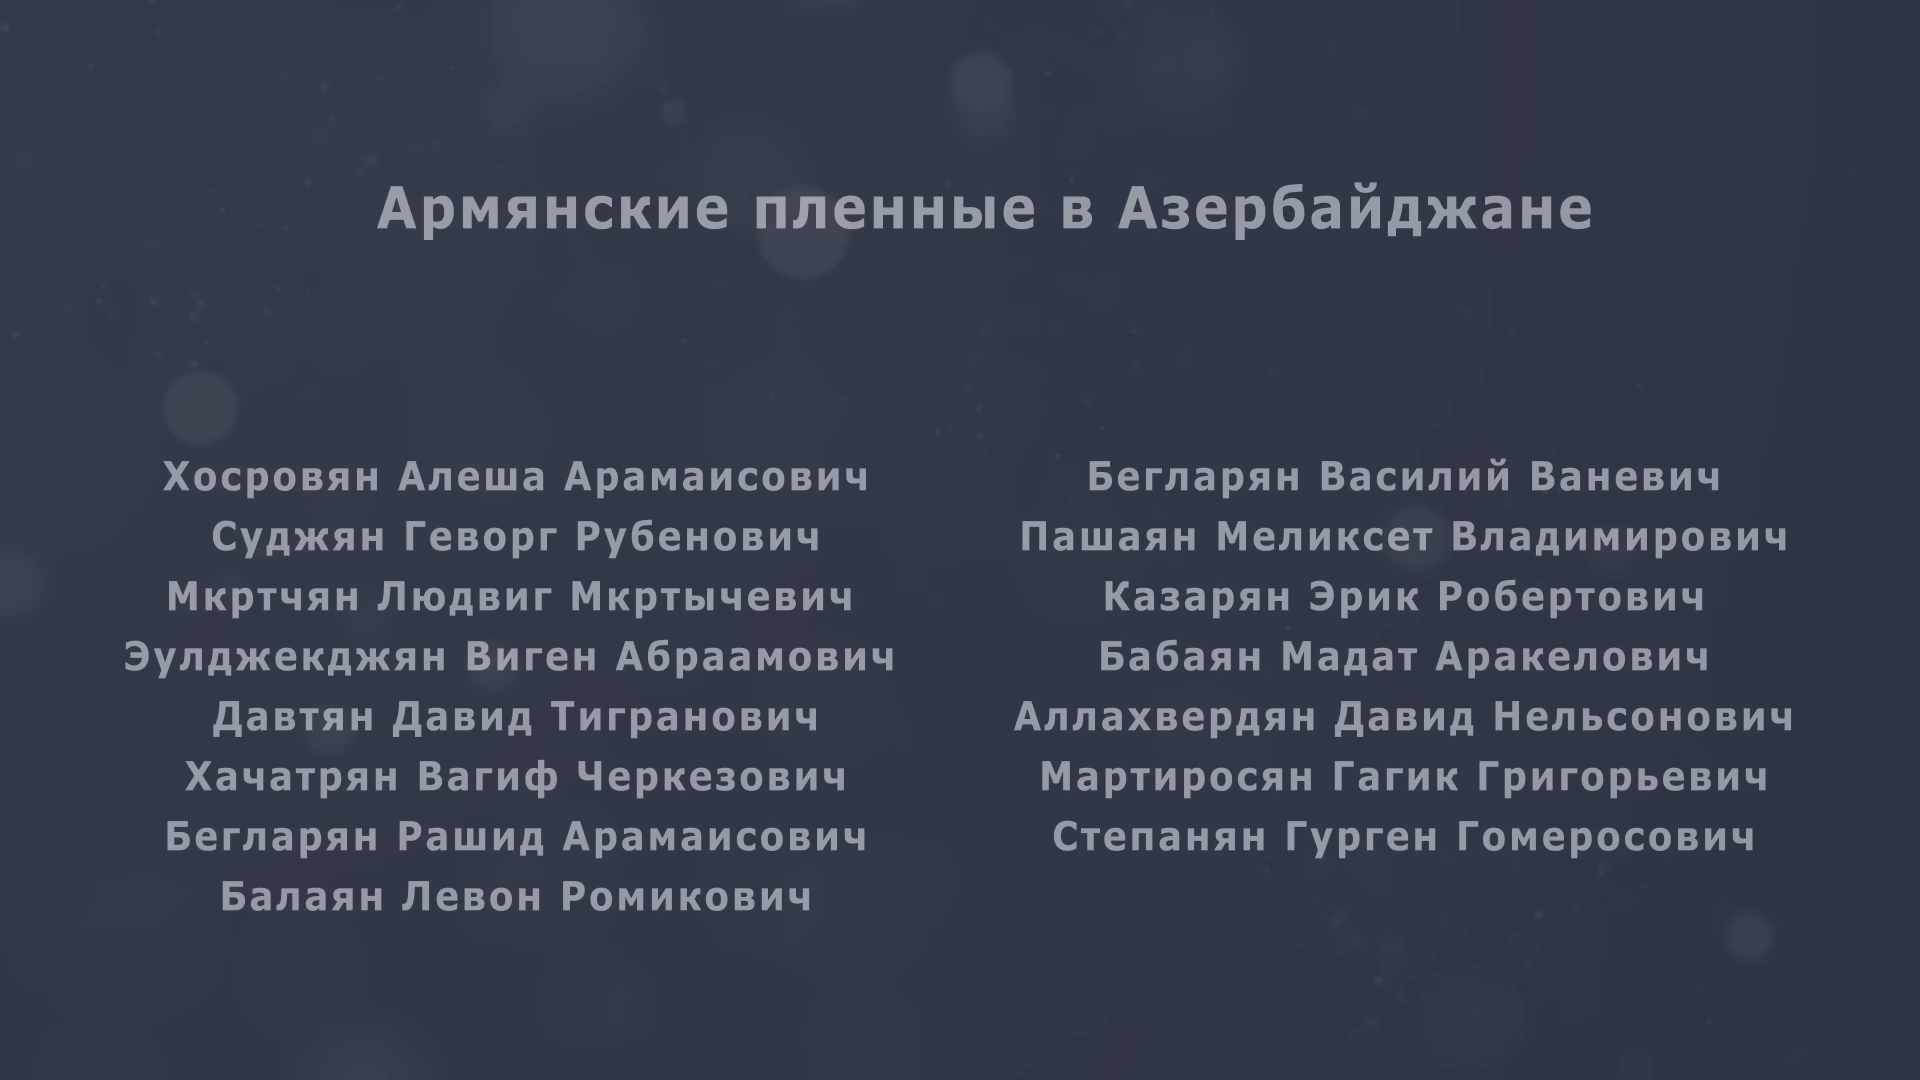 Армянские пленные в Азербайджане
Хосровян Алеша Арамаисович
Суджян Геворг Рубенович
Мкртчян Людвиг Мкртычевич
Эулджекджян Виген Абраамович
Давтян Давид Тигранович
Хачатрян Вагиф Черкезович
Бегларян Рашид Арамаисович
Балаян Левон Ромикович
Бегларян Василий Ваневич
Пашаян Меликсет Владимирович
Казарян Эрик Робертович
Бабаян Мадат Аракелович
Аллахвердян Давид Нельсонович
Мартиросян Гагик Григорьевич
Степанян Гурген Гомеросович